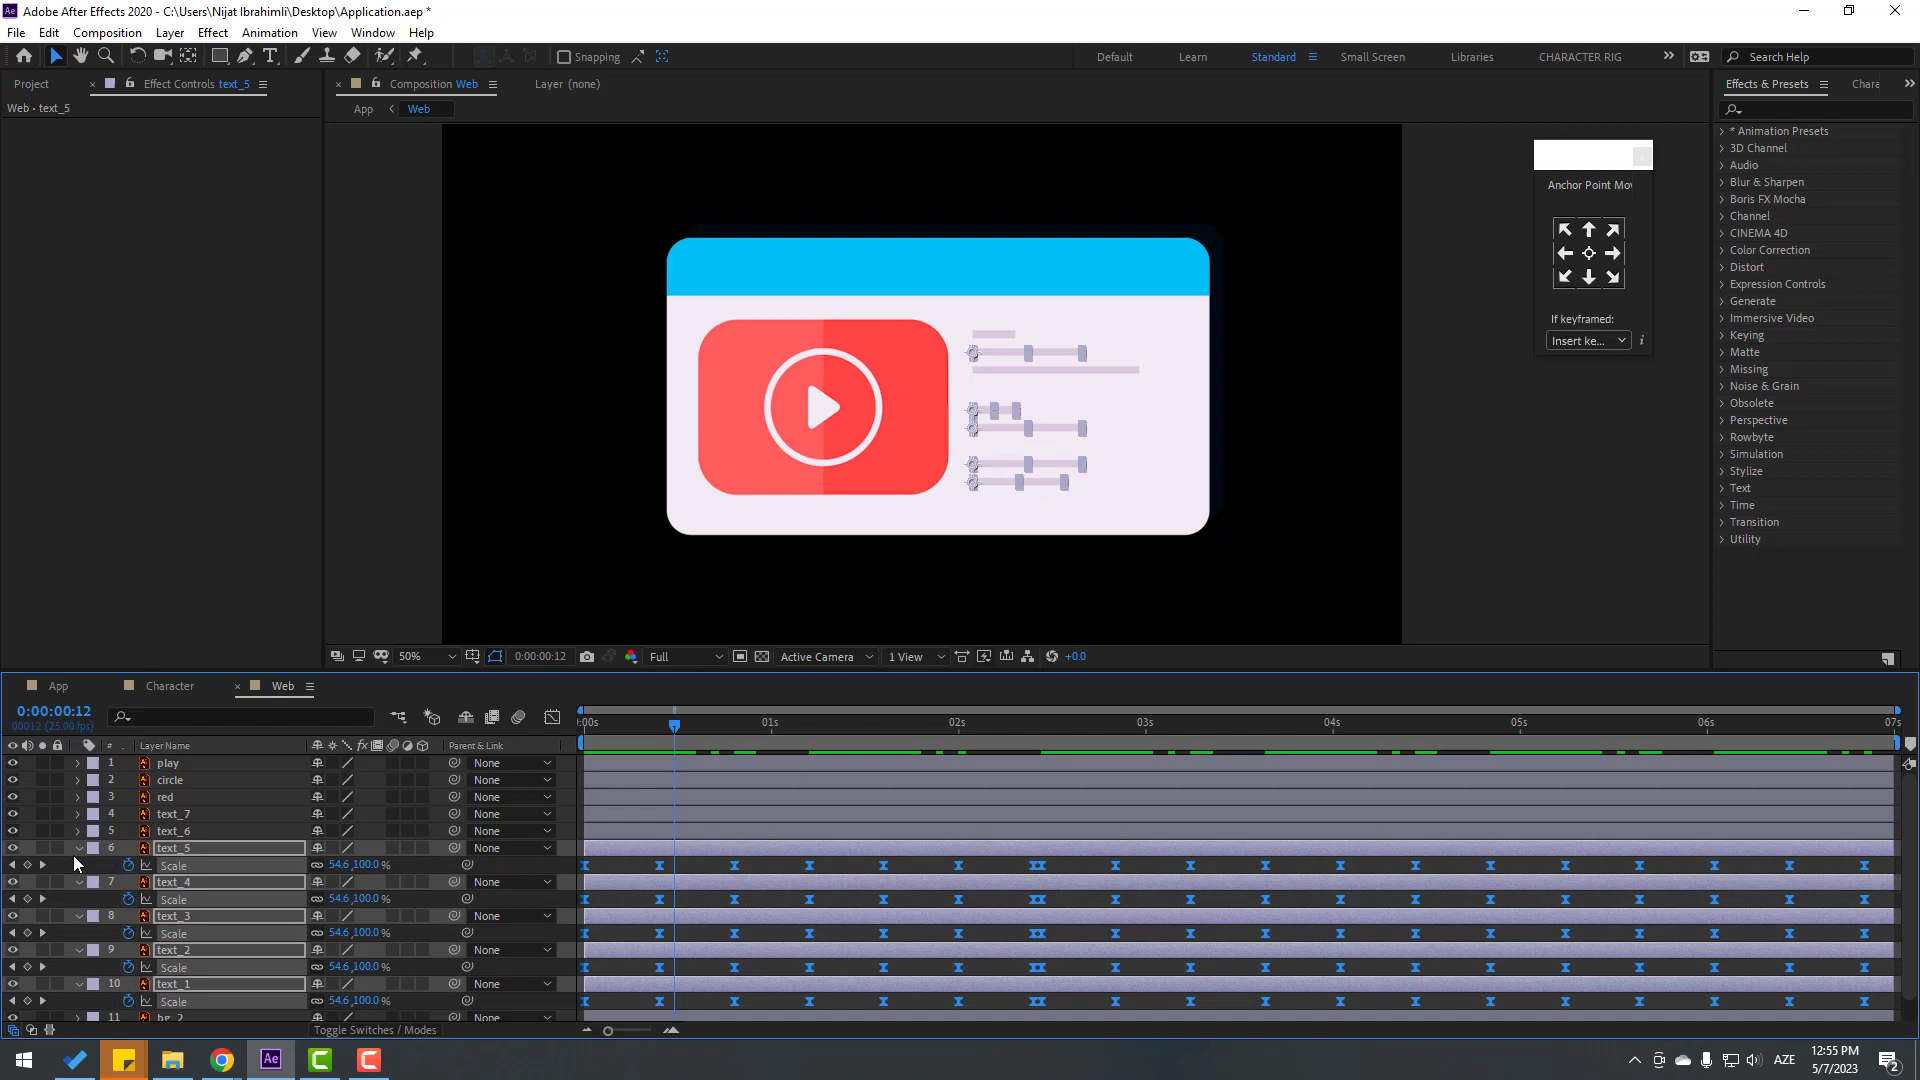 Adobe After Effects 2020 - C:\Users\Nijat Ibrahimli\Desktop\Application.aep *
File Edit Composition Layer Effect Animation View Window Help
Snapping Default Learn Standard Small Screen Libraries CHARACTER RIG Search Help
Project Effect Controls text_5 Composition Web Layer (none) Effects & Presets Chara
Web • text_5
App Web
* Animation Presets
3D Channel
Audio
Blur & Sharpen
Boris FX Mocha
Channel
CINEMA 4D
Color Correction
Distort
Expression Controls
Generate
Immersive Video
Keying
Matte
Missing
Noise & Grain
Obsolete
Perspective
Rowbyte
Simulation
Stylize
Text
Time
Transition
Utility
Anchor Point Mov
If keyframed:
Insert ke...
50% 0:00:00:12 Full Active Camera 1 View +0.0
App Character Web
0:00:00:12
00012 (25.00 fps)
:00s 01s 02s 03s 04s 05s 06s 07s
# Layer Name Parent & Link
1 play None
2 circle None
3 red None
4 text_7 None
5 text_6 None
6 text_5 None
Scale 54.6,100.0 %
7 text_4 None
Scale 54.6,100.0 %
8 text_3 None
Scale 54.6,100.0 %
9 text_2 None
Scale 54.6,100.0 %
10 text_1 None
Scale 54.6,100.0 %
11 bg_2
Toggle Switches / Modes
AZE 12:55 PM
5/7/2023 2